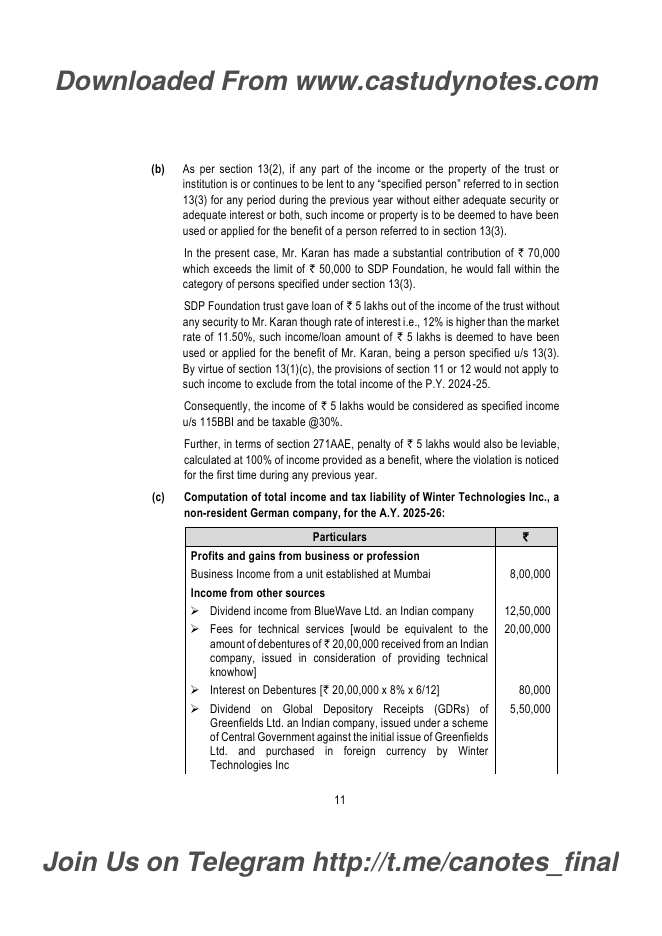 Downloaded From www.castudynotes.com
(b) As per section 13(2), if any part of the income or the property of the trust or
institution is or continues to be lent to any “specified person” referred to in section
13(3) for any period during the previous year without either adequate security or
adequate interest or both, such income or property is to be deemed to have been
used or applied for the benefit of a person referred to in section 13(3).
In the present case, Mr. Karan has made a substantial contribution of ₹ 70,000
which exceeds the limit of ₹ 50,000 to SDP Foundation, he would fall within the
category of persons specified under section 13(3).
SDP Foundation trust gave loan of ₹ 5 lakhs out of the income of the trust without
any security to Mr. Karan though rate of interest i.e., 12% is higher than the market
rate of 11.50%, such income/loan amount of ₹ 5 lakhs is deemed to have been
used or applied for the benefit of Mr. Karan, being a person specified u/s 13(3).
By virtue of section 13(1)(c), the provisions of section 11 or 12 would not apply to
such income to exclude from the total income of the P.Y. 2024-25.
Consequently, the income of ₹ 5 lakhs would be considered as specified income
u/s 115BBI and be taxable @30%.
Further, in terms of section 271AAE, penalty of ₹ 5 lakhs would also be leviable,
calculated at 100% of income provided as a benefit, where the violation is noticed
for the first time during any previous year.
(c) Computation of total income and tax liability of Winter Technologies Inc., a
non-resident German company, for the A.Y. 2025-26:
Particulars ₹
Profits and gains from business or profession
Business Income from a unit established at Mumbai 8,00,000
Income from other sources
➢ Dividend income from BlueWave Ltd. an Indian company 12,50,000
➢ Fees for technical services [would be equivalent to the 20,00,000
amount of debentures of ₹ 20,00,000 received from an Indian
company, issued in consideration of providing technical
knowhow]
➢ Interest on Debentures [₹ 20,00,000 x 8% x 6/12] 80,000
➢ Dividend on Global Depository Receipts (GDRs) of 5,50,000
Greenfields Ltd. an Indian company, issued under a scheme
of Central Government against the initial issue of Greenfields
Ltd. and purchased in foreign currency by Winter
Technologies Inc
11
Join Us on Telegram http://t.me/canotes_final